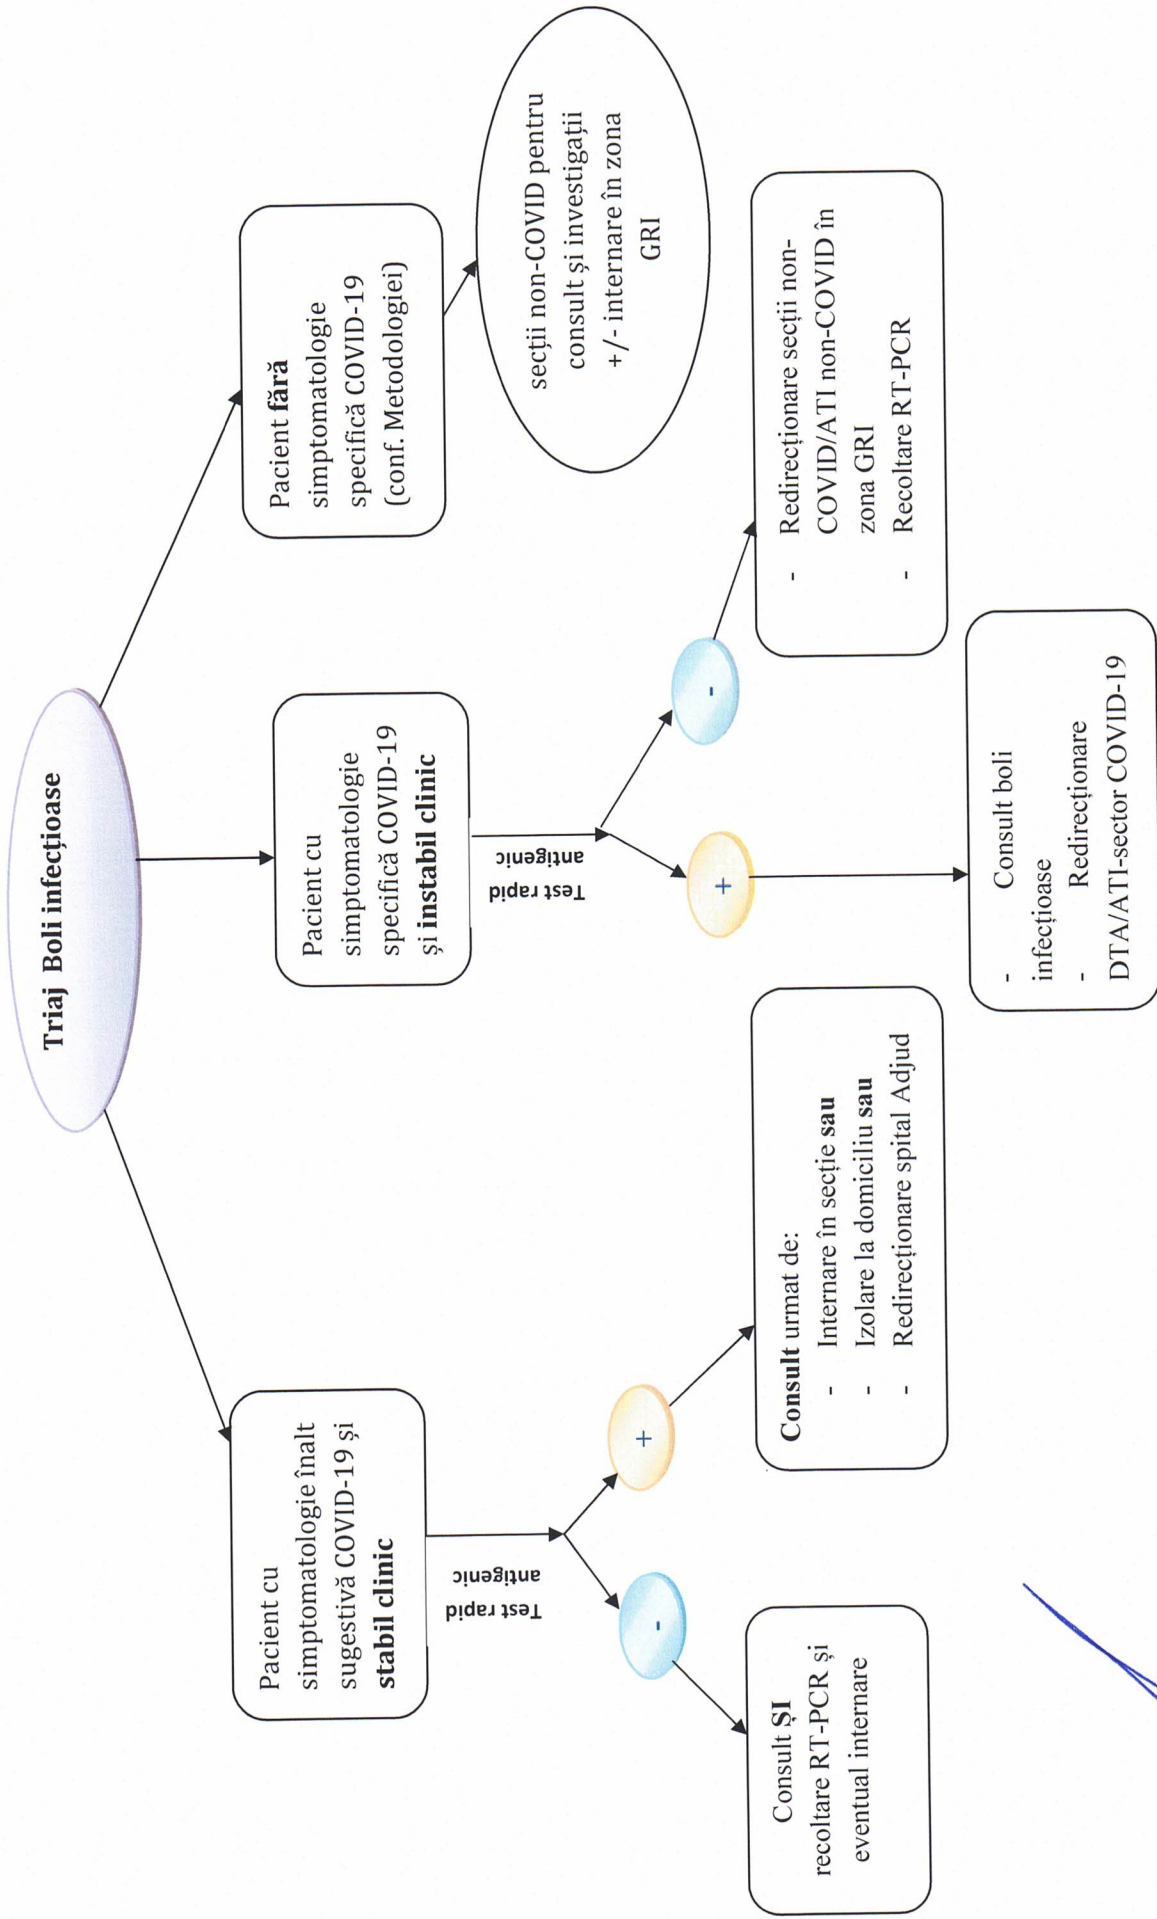 Triaj Boli infecțioase
Pacient cu
simptomatologie înalt
sugestivă COVID-19 și
stabil clinic
Test rapid
antigenic
-
+
Consult ȘI
recoltare RT-PCR și
eventual internare
Consult urmat de:
- Internare în secție sau
- Izolare la domiciliu sau
- Redirecționare spital Adjud
Pacient cu
simptomatologie
specifică COVID-19
și instabil clinic
Test rapid
antigenic
+
-
- Consult boli
infecțioase
- Redirecționare
DTA/ATI-sector COVID-19
- Redirecționare secții non-
COVID/ATI non-COVID în
zona GRI
- Recoltare RT-PCR
Pacient fără
simptomatologie
specifică COVID-19
(conf. Metodologiei)
secții non-COVID pentru
consult și investigații
+/- internare în zona
GRI